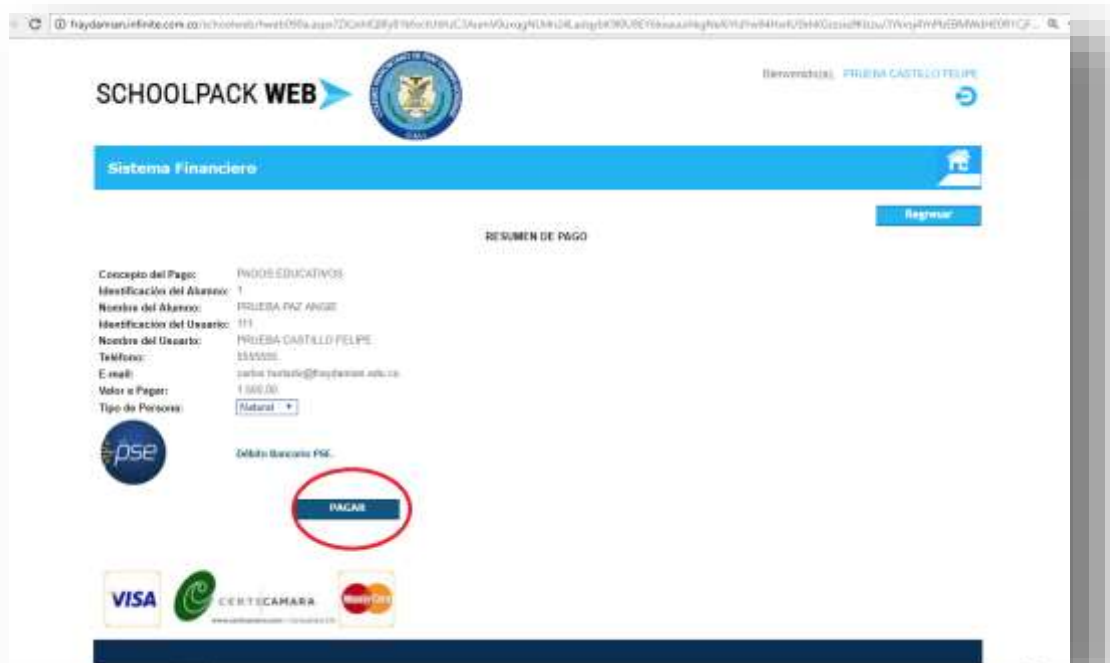 SCHOOLPACK WEB
Bienvenido(a), PRUEBA CASTILLO FELIPE
Sistema Financiero
Regresar
RESUMEN DE PAGO
Concepto del Pago: PAGOS EDUCATIVOS
Identificación del Alumno: 1
Nombre del Alumno: PRUEBA PAZ ANGIE
Identificación del Usuario: 111
Nombre del Usuario: PRUEBA CASTILLO FELIPE
Teléfono: 5555555
E-mail:
Valor a Pagar: 1.000,00
Tipo de Persona: Natural
pse
Débito Bancario PSE.
PAGAR
VISA
CERTICAMARA
MasterCard